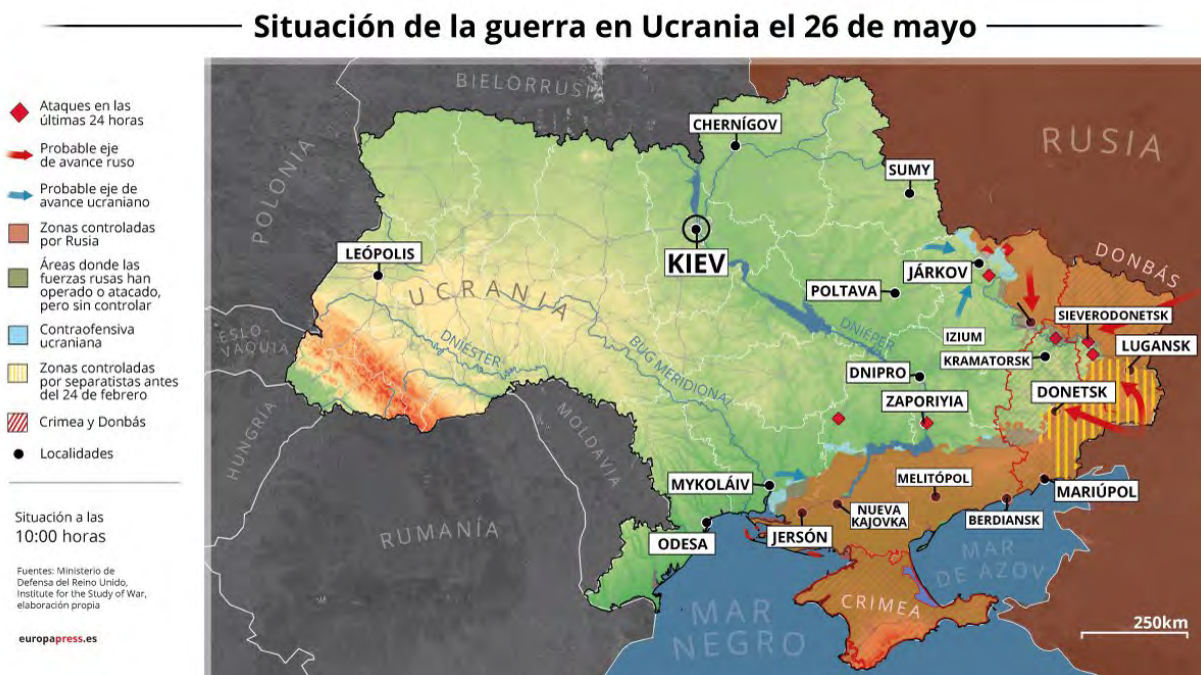 Situación de la guerra en Ucrania el 26 de mayo
Ataques en las
últimas 24 horas
Probable eje
de avance ruso
Probable eje de
avance ucraniano
Zonas controladas
por Rusia
Áreas donde las
fuerzas rusas han
operado o atacado,
pero sin controlar
Contraofensiva
ucraniana
Zonas controladas
por separatistas antes
del 24 de febrero
Crimea y Donbás
Localidades
Situación a las
10:00 horas
Fuentes: Ministerio de
Defensa del Reino Unido,
Institute for the Study of War,
elaboración propia
europapress.es
BIELORRUSI
POLONIA
RUSIA
CHERNÍGOV
SUMY
KIEV
LEÓPOLIS
UCRANIA
DONBÁS
JÁRKOV
POLTAVA
SIEVERODONETSK
IZIUM
LUGANSK
KRAMATORSK
DNIÉPER
ESLO-
VAQUIA
DNIÉSTER
BUG MERIDIONAL
DNIPRO
DONETSK
ZAPORIYIA
HUNGRÍA
MOLDAVIA
MYKOLÁIV
MELITÓPOL
MARIÚPOL
NUEVA
KAJOVKA
BERDIANSK
RUMANÍA
ODESA
JERSÓN
MAR
DE AZOV
CRIMEA
MAR
NEGRO
250km